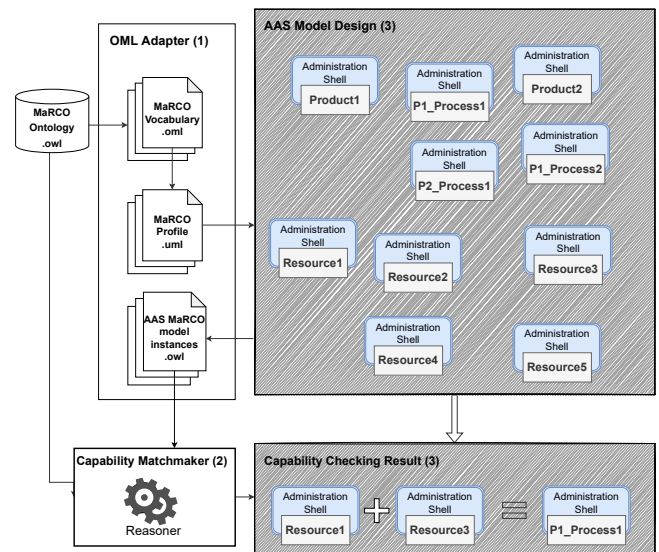 OML Adapter (1)
AAS Model Design (3)
MaRCO
Ontology
.owl
MaRCO
Vocabulary
.oml
MaRCO
Profile
.uml
AAS MaRCO
model
instances
.owl
Administration
Shell
Product1
Administration
Shell
P1_Process1
Administration
Shell
Product2
Administration
Shell
P2_Process1
Administration
Shell
P1_Process2
Administration
Shell
Resource1
Administration
Shell
Resource2
Administration
Shell
Resource3
Administration
Shell
Resource4
Administration
Shell
Resource5
Capability Matchmaker (2)
Reasoner
Capability Checking Result (3)
Administration
Shell
Resource1
+
Administration
Shell
Resource3
=
Administration
Shell
P1_Process1